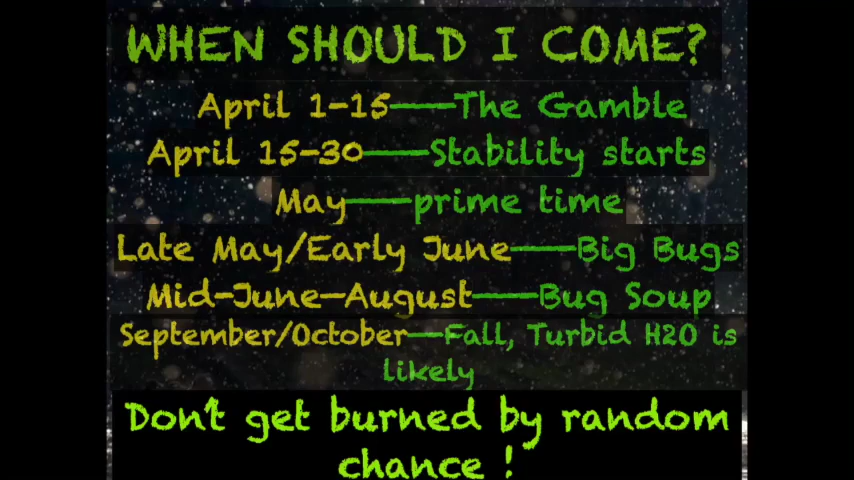 WHEN SHOULD I COME?
April 1-15——The Gamble
April 15-30——Stability starts
May——prime time
Late May/Early June——Big Bugs
Mid-June-August——Bug Soup
September/October—Fall, Turbid H2O is
likely
Don't get burned by random
chance !